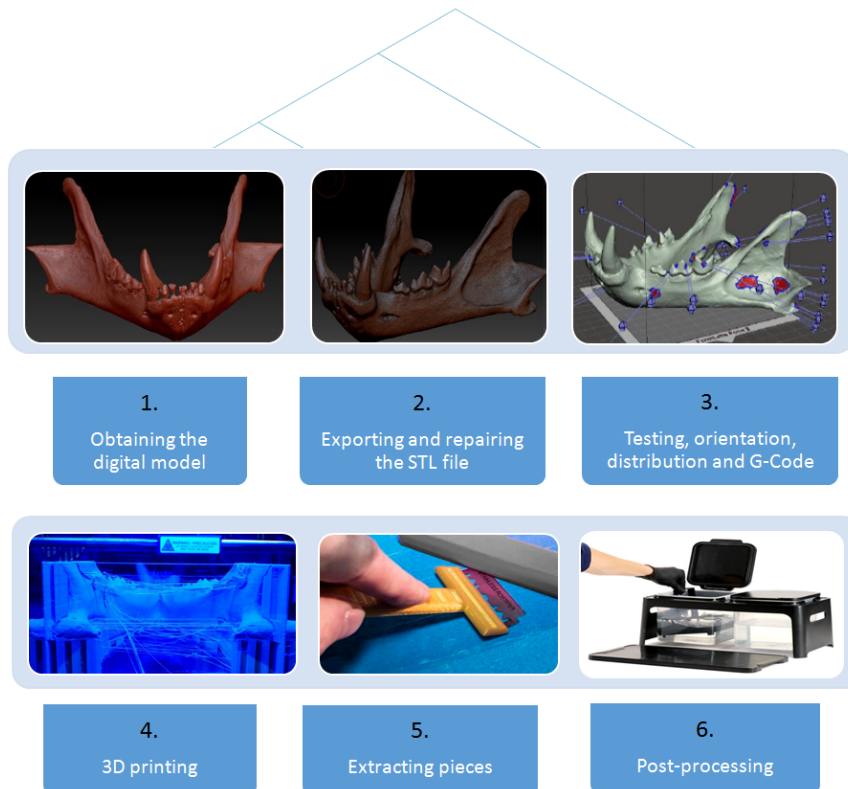 1.
Obtaining the
digital model
2.
Exporting and repairing
the STL file
3.
Testing, orientation,
distribution and G-Code
4.
3D printing
5.
Extracting pieces
6.
Post-processing